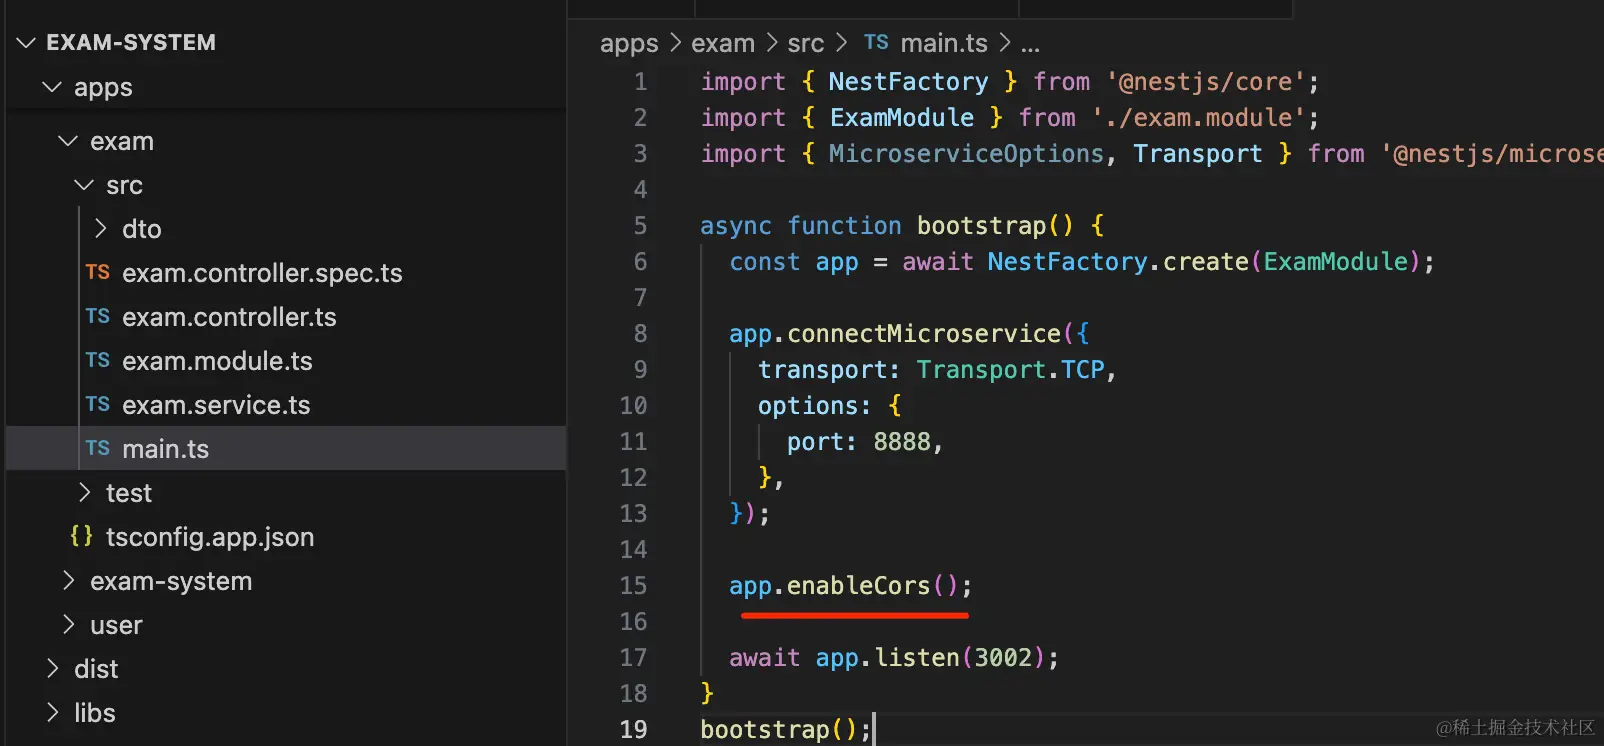 EXAM-SYSTEM
apps
exam
src
dto
TS exam.controller.spec.ts
TS exam.controller.ts
TS exam.module.ts
TS exam.service.ts
TS main.ts
test
{} tsconfig.app.json
exam-system
user
dist
libs
apps > exam > src > TS main.ts > ...
1 import { NestFactory } from '@nestjs/core';
2 import { ExamModule } from './exam.module';
3 import { MicroserviceOptions, Transport } from '@nestjs/microse
4
5 async function bootstrap() {
6 const app = await NestFactory.create(ExamModule);
7
8 app.connectMicroservice({
9 transport: Transport.TCP,
10 options: {
11 port: 8888,
12 },
13 });
14
15 app.enableCors();
16
17 await app.listen(3002);
18 }
19 bootstrap();
@稀土掘金技术社区